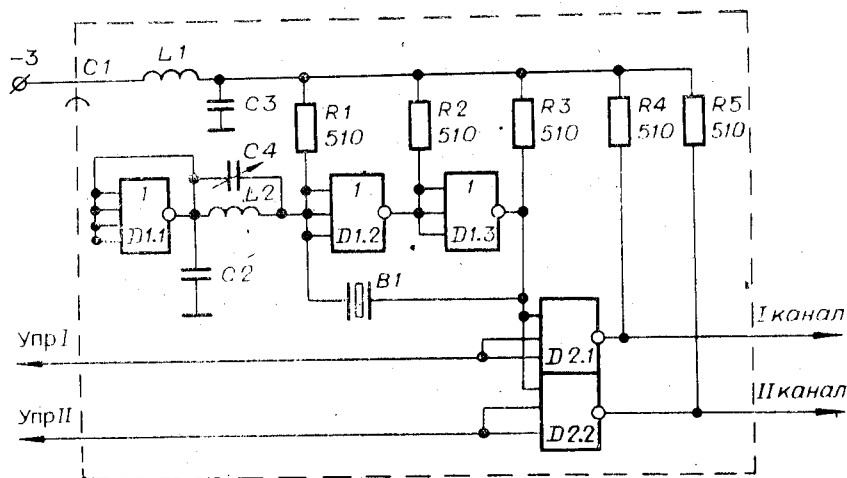 -3
C1
L1
C3
R1
510
R2
510
R3
510
R4
510
R5
510
C4
1
D1.1
L2
1
D1.2
1
D1.3
C2
B1
Упр I
D2.1
I канал
Упр II
D2.2
II канал